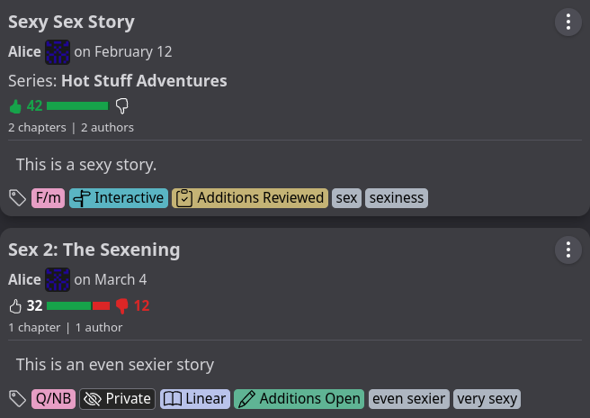 Sexy Sex Story
Alice on February 12
Series: Hot Stuff Adventures
42
2 chapters | 2 authors
This is a sexy story.
F/m Interactive Additions Reviewed sex sexiness
Sex 2: The Sexening
Alice on March 4
32 12
1 chapter | 1 author
This is an even sexier story
Q/NB Private Linear Additions Open even sexier very sexy